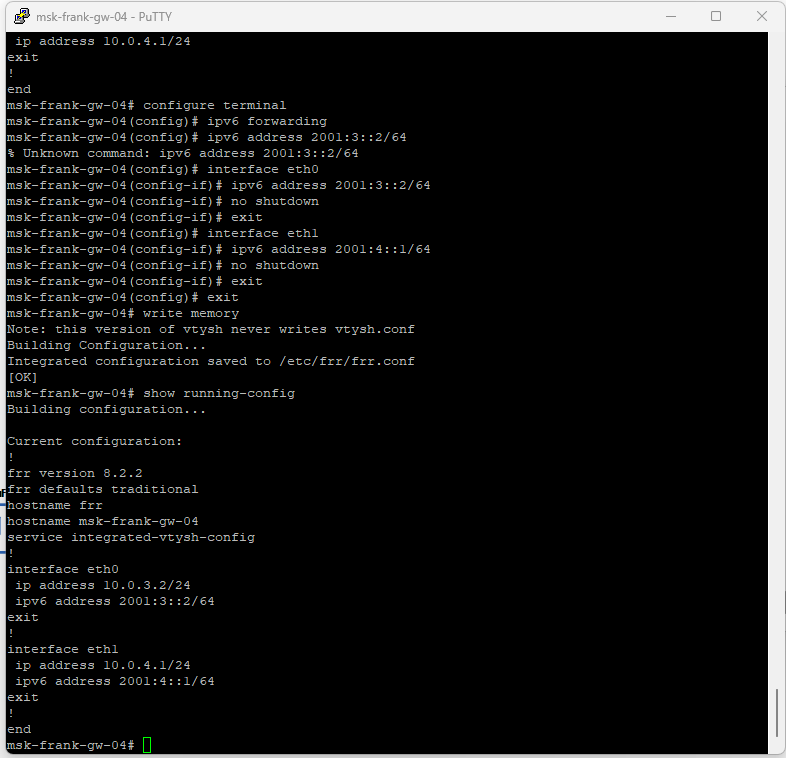 msk-frank-gw-04 - PuTTY
 ip address 10.0.4.1/24
exit
!
end
msk-frank-gw-04# configure terminal
msk-frank-gw-04(config)# ipv6 forwarding
msk-frank-gw-04(config)# ipv6 address 2001:3::2/64
% Unknown command: ipv6 address 2001:3::2/64
msk-frank-gw-04(config)# interface eth0
msk-frank-gw-04(config-if)# ipv6 address 2001:3::2/64
msk-frank-gw-04(config-if)# no shutdown
msk-frank-gw-04(config-if)# exit
msk-frank-gw-04(config)# interface eth1
msk-frank-gw-04(config-if)# ipv6 address 2001:4::1/64
msk-frank-gw-04(config-if)# no shutdown
msk-frank-gw-04(config-if)# exit
msk-frank-gw-04(config)# exit
msk-frank-gw-04# write memory
Note: this version of vtysh never writes vtysh.conf
Building Configuration...
Integrated configuration saved to /etc/frr/frr.conf
[OK]
msk-frank-gw-04# show running-config
Building configuration...

Current configuration:
!
frr version 8.2.2
frr defaults traditional
hostname frr
hostname msk-frank-gw-04
service integrated-vtysh-config
!
interface eth0
 ip address 10.0.3.2/24
 ipv6 address 2001:3::2/64
exit
!
interface eth1
 ip address 10.0.4.1/24
 ipv6 address 2001:4::1/64
exit
!
end
msk-frank-gw-04#